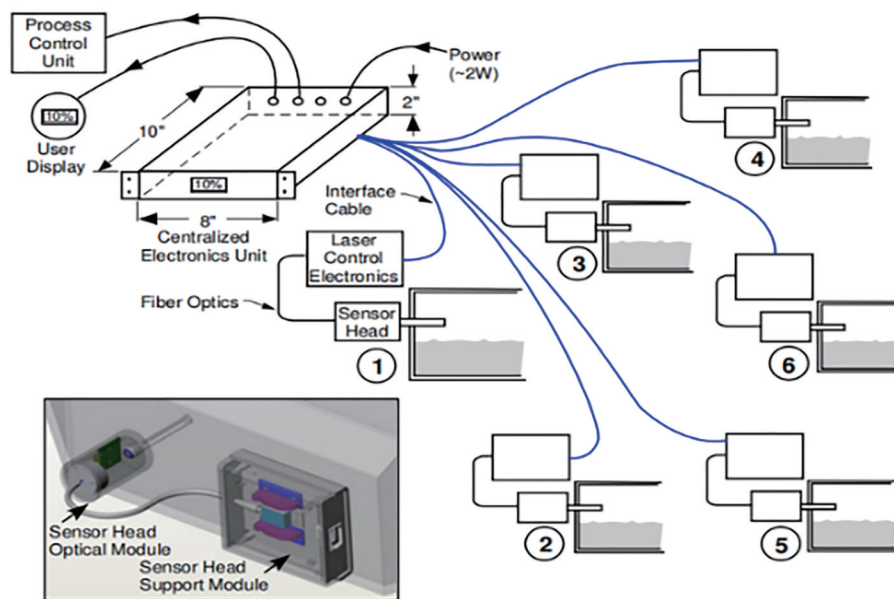 Process
Control
Unit
10%
User
Display
Power
(~2W)
2"
10"
10%
8"
Centralized
Electronics Unit
Interface
Cable
Laser
Control
Electronics
Fiber Optics
Sensor
Head
1
4
3
6
2
5
Sensor Head
Optical Module
Sensor Head
Support Module